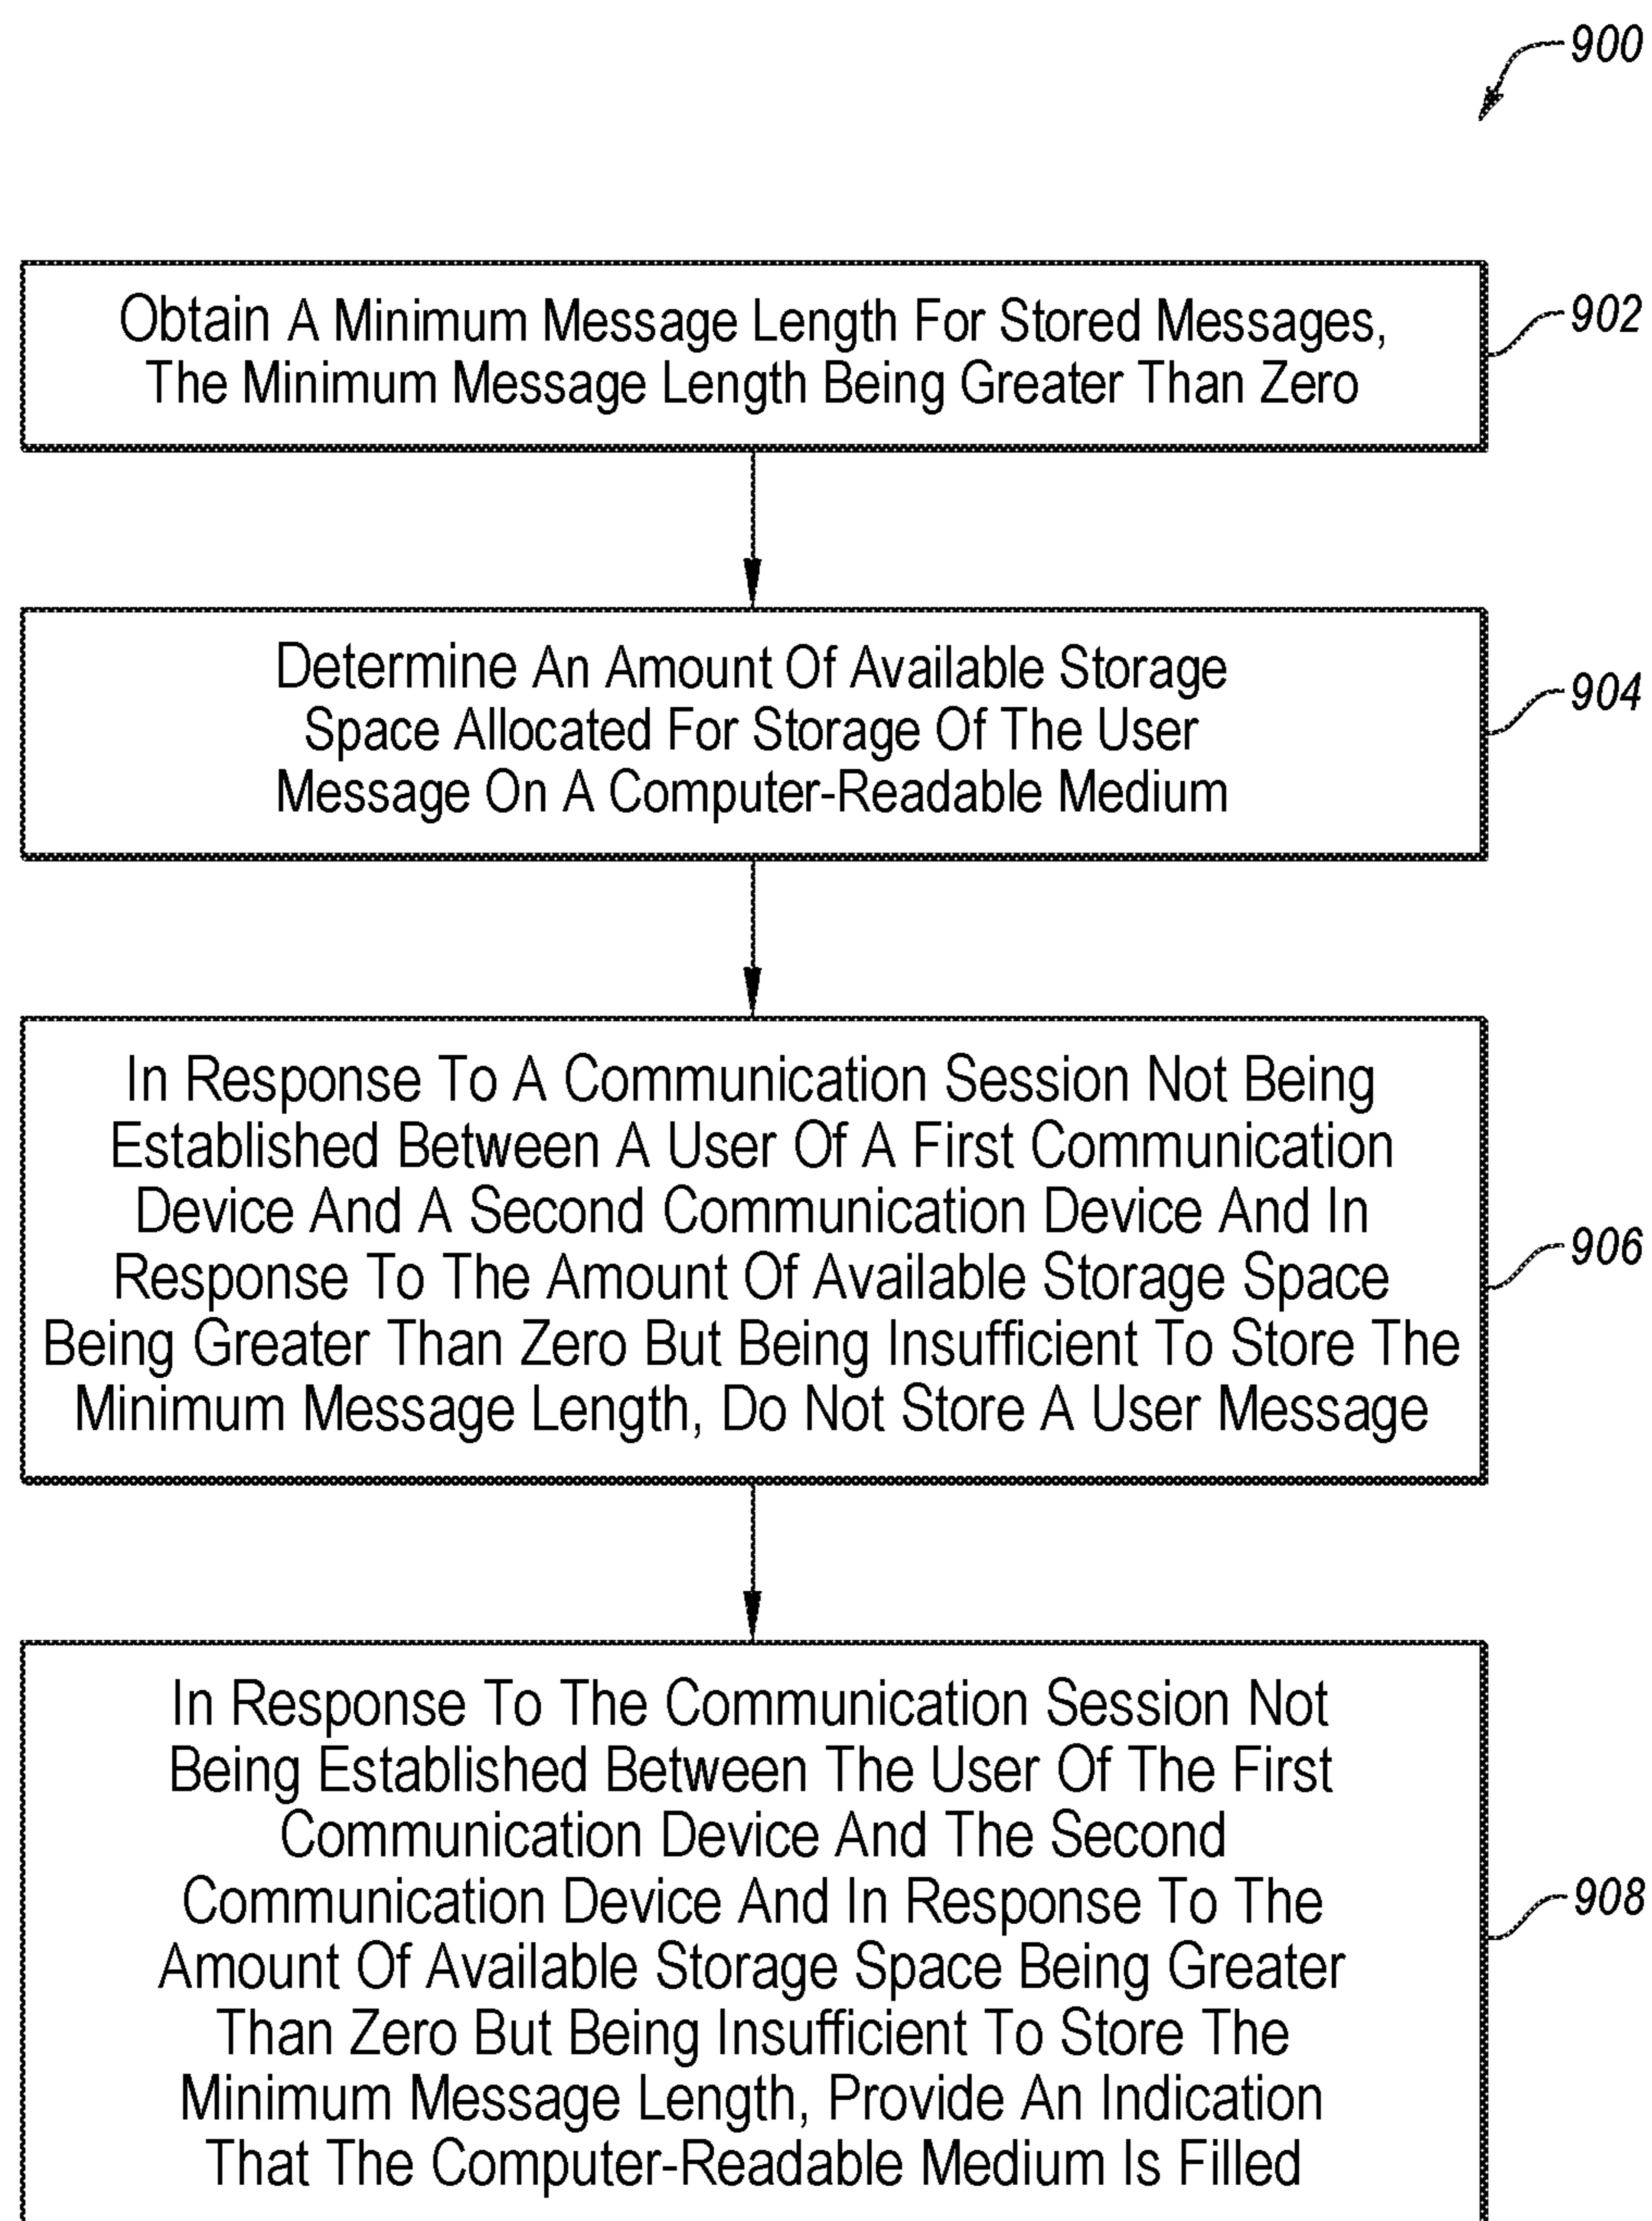 900
Obtain A Minimum Message Length For Stored Messages,
The Minimum Message Length Being Greater Than Zero
902
Determine An Amount Of Available Storage
Space Allocated For Storage Of The User
Message On A Computer-Readable Medium
904
In Response To A Communication Session Not Being
Established Between A User Of A First Communication
Device And A Second Communication Device And In
Response To The Amount Of Available Storage Space
Being Greater Than Zero But Being Insufficient To Store The
Minimum Message Length, Do Not Store A User Message
906
In Response To The Communication Session Not
Being Established Between The User Of The First
Communication Device And The Second
Communication Device And In Response To The
Amount Of Available Storage Space Being Greater
Than Zero But Being Insufficient To Store The
Minimum Message Length, Provide An Indication
That The Computer-Readable Medium Is Filled
908